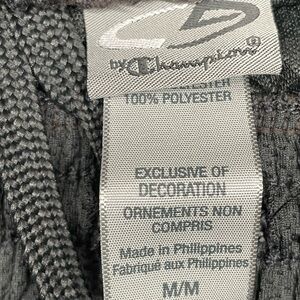 by Champion®
100% POLYESTER
EXCLUSIVE OF
DECORATION
ORNEMENTS NON
COMPRIS
Made in Philippines
Fabriqué aux Philippines
M/M